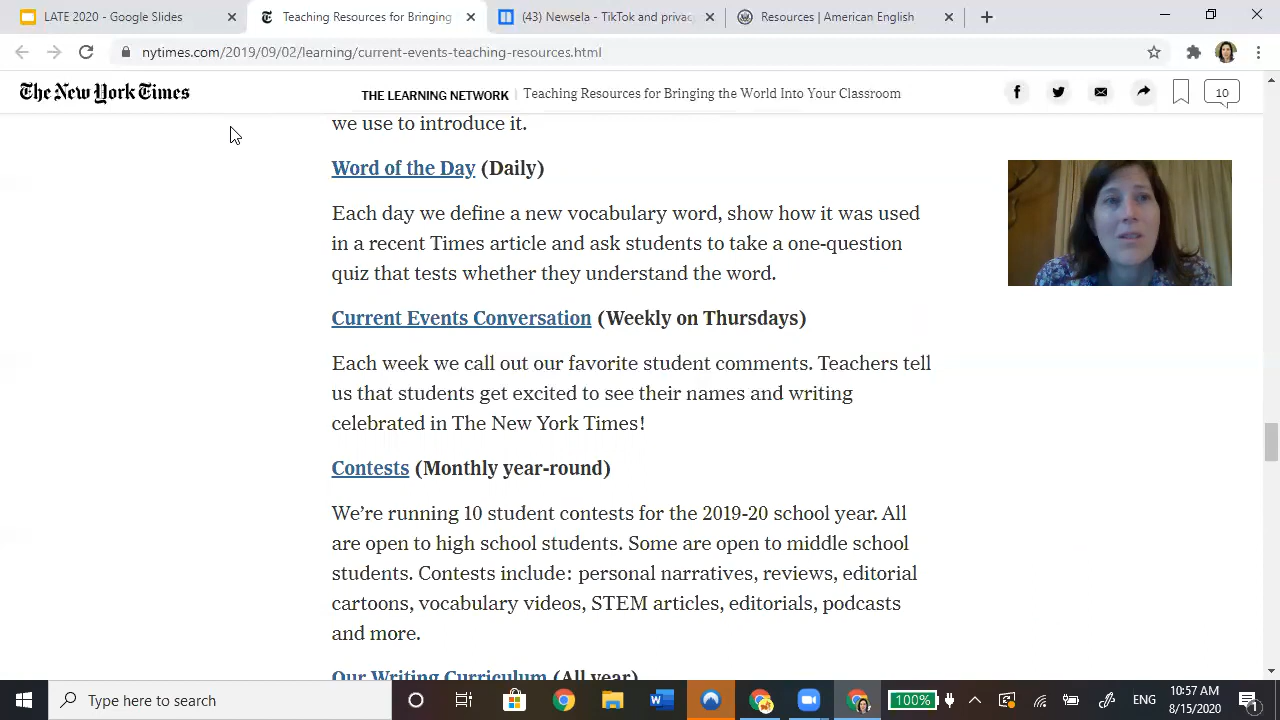 LATE 2020 - Google Slides
Teaching Resources for Bringing
(43) Newsela - TikTok and privac
Resources | American English
nytimes.com/2019/09/02/learning/current-events-teaching-resources.html
The New York Times
THE LEARNING NETWORK | Teaching Resources for Bringing the World Into Your Classroom
10
we use to introduce it.
Word of the Day (Daily)
Each day we define a new vocabulary word, show how it was used
in a recent Times article and ask students to take a one-question
quiz that tests whether they understand the word.
Current Events Conversation (Weekly on Thursdays)
Each week we call out our favorite student comments. Teachers tell
us that students get excited to see their names and writing
celebrated in The New York Times!
Contests (Monthly year-round)
We’re running 10 student contests for the 2019-20 school year. All
are open to high school students. Some are open to middle school
students. Contests include: personal narratives, reviews, editorial
cartoons, vocabulary videos, STEM articles, editorials, podcasts
and more.
Our Writing Curriculum (All year)
Type here to search
100%
ENG
10:57 AM
8/15/2020
1